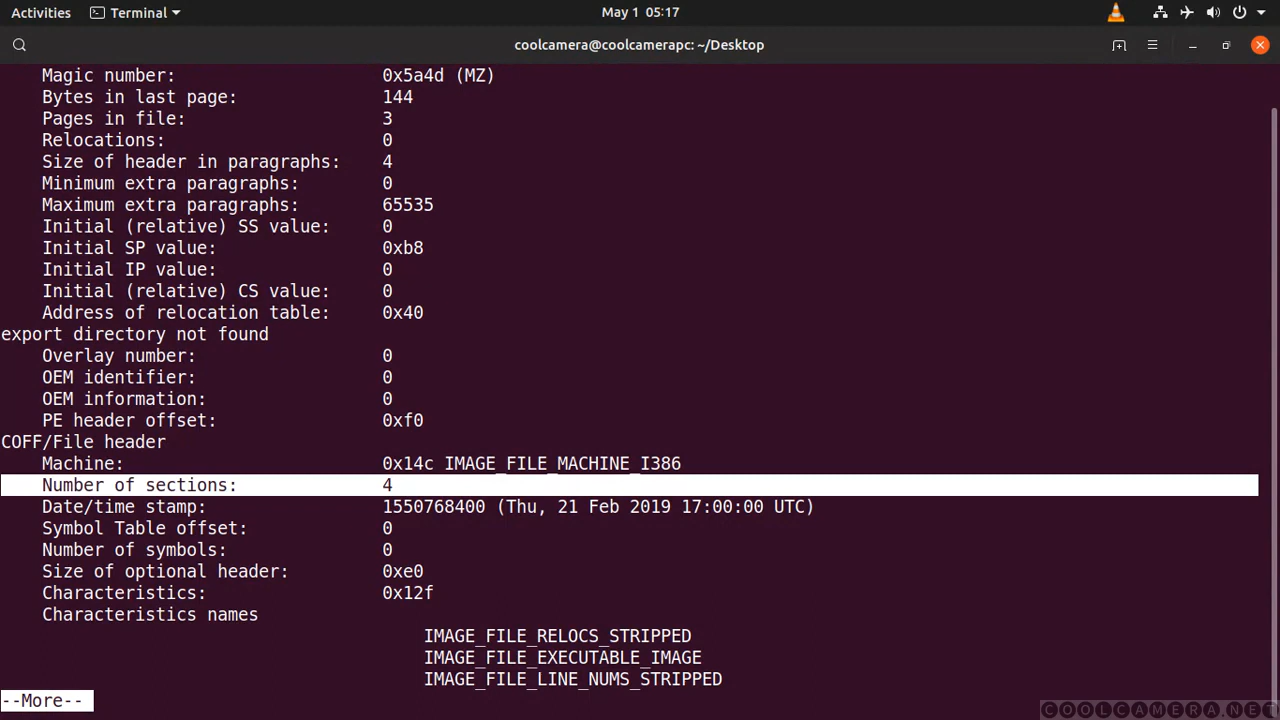 Activities Terminal May 1 05:17
coolcamera@coolcamerapc: ~/Desktop
Magic number: 0x5a4d (MZ)
Bytes in last page: 144
Pages in file: 3
Relocations: 0
Size of header in paragraphs: 4
Minimum extra paragraphs: 0
Maximum extra paragraphs: 65535
Initial (relative) SS value: 0
Initial SP value: 0xb8
Initial IP value: 0
Initial (relative) CS value: 0
Address of relocation table: 0x40
export directory not found
Overlay number: 0
OEM identifier: 0
OEM information: 0
PE header offset: 0xf0
COFF/File header
Machine: 0x14c IMAGE_FILE_MACHINE_I386
Number of sections: 4
Date/time stamp: 1550768400 (Thu, 21 Feb 2019 17:00:00 UTC)
Symbol Table offset: 0
Number of symbols: 0
Size of optional header: 0xe0
Characteristics: 0x12f
Characteristics names
IMAGE_FILE_RELOCS_STRIPPED
IMAGE_FILE_EXECUTABLE_IMAGE
IMAGE_FILE_LINE_NUMS_STRIPPED
--More--
COOLCAMERA.NET